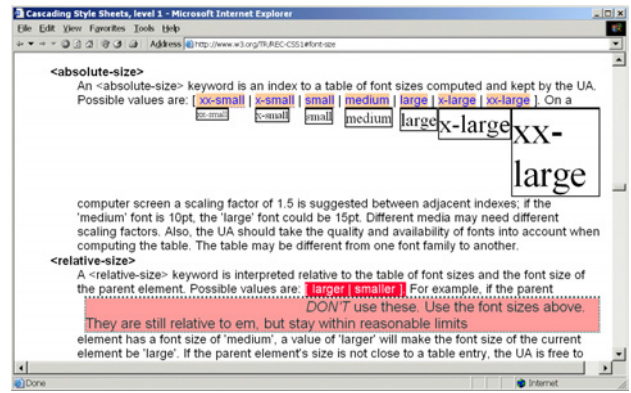 Cascading Style Sheets, level 1 - Microsoft Internet Explorer
File Edit View Favorites Tools Help
Address http://www.w3.org/TR/REC-CSS1#font-size
<absolute-size>
An <absolute-size> keyword is an index to a table of font sizes computed and kept by the UA.
Possible values are: [ xx-small | x-small | small | medium | large | x-large | xx-large ]. On a
xx-small x-small small medium large x-large xx-
large
computer screen a scaling factor of 1.5 is suggested between adjacent indexes; if the
'medium' font is 10pt, the 'large' font could be 15pt. Different media may need different
scaling factors. Also, the UA should take the quality and availability of fonts into account when
computing the table. The table may be different from one font family to another.
<relative-size>
A <relative-size> keyword is interpreted relative to the table of font sizes and the font size of
the parent element. Possible values are: [ larger | smaller ]. For example, if the parent
DON'T use these. Use the font sizes above.
They are still relative to em, but stay within reasonable limits
element has a font size of 'medium', a value of 'larger' will make the font size of the current
element be 'large'. If the parent element's size is not close to a table entry, the UA is free to
Done Internet